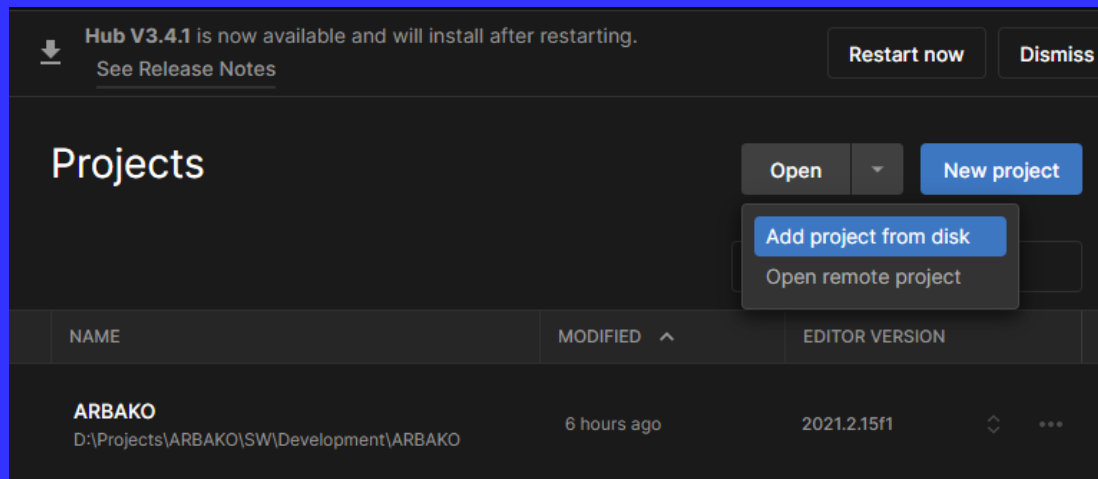 Hub V3.4.1 is now available and will install after restarting.
See Release Notes
Restart now
Dismiss
Projects
Open
New project
Add project from disk
Open remote project
NAME
MODIFIED
EDITOR VERSION
ARBAKO
D:\Projects\ARBAKO\SW\Development\ARBAKO
6 hours ago
2021.2.15f1